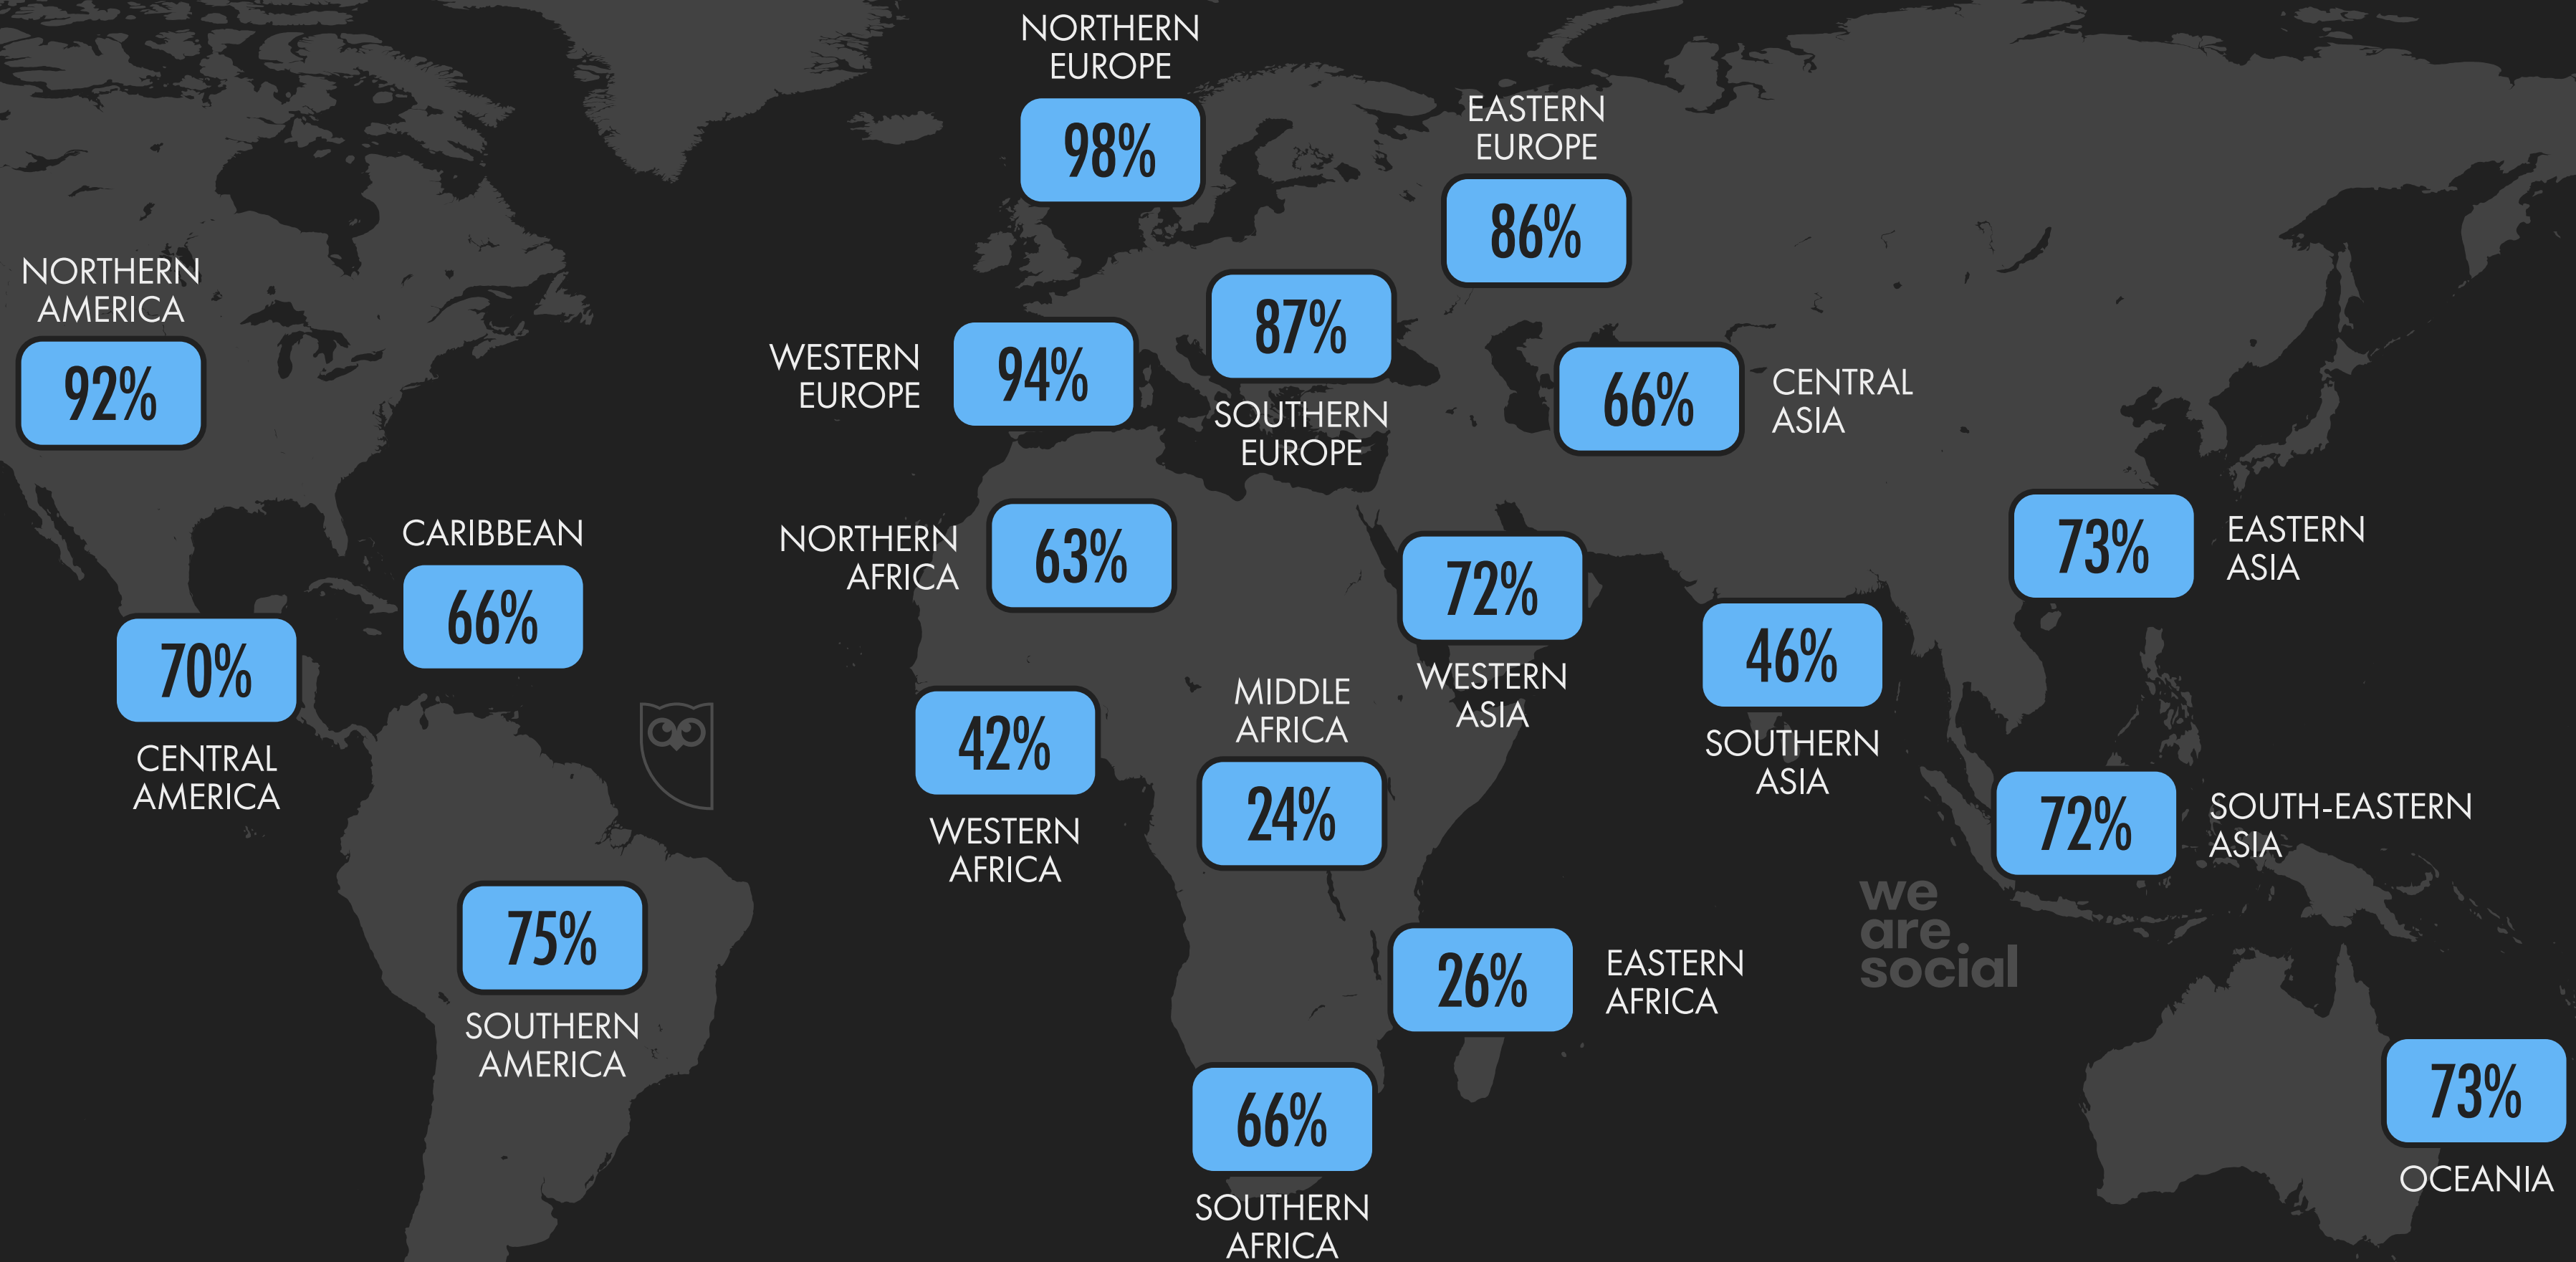 NORTHERN
EUROPE
98%
EASTERN
EUROPE
86%
NORTHERN
AMERICA
92%
WESTERN
EUROPE
94%
87%
SOUTHERN
EUROPE
66%
CENTRAL
ASIA
CARIBBEAN
66%
NORTHERN
AFRICA
63%
72%
WESTERN
ASIA
73%
EASTERN
ASIA
70%
CENTRAL
AMERICA
42%
WESTERN
AFRICA
MIDDLE
AFRICA
24%
46%
SOUTHERN
ASIA
72%
SOUTH-EASTERN
ASIA
75%
SOUTHERN
AMERICA
26%
EASTERN
AFRICA
we
are
social
66%
SOUTHERN
AFRICA
73%
OCEANIA